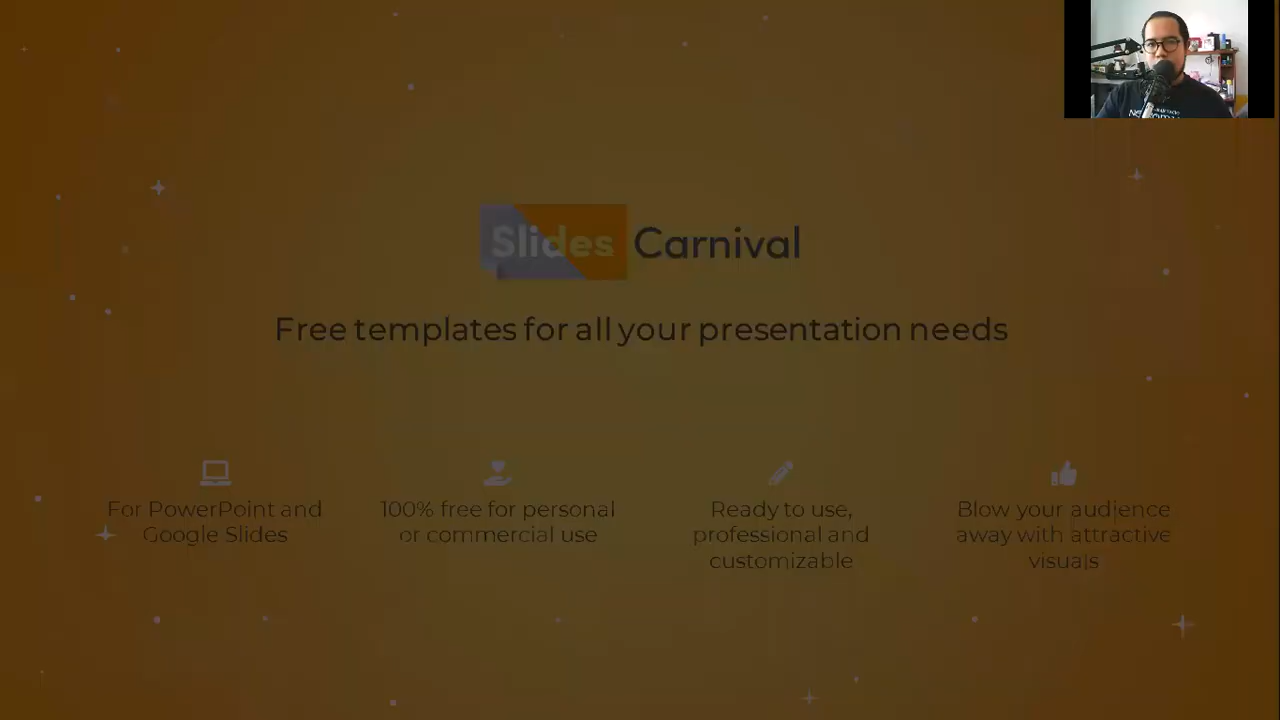 Slides Carnival
Free templates for all your presentation needs
For PowerPoint and
Google Slides
100% free for personal
or commercial use
Ready to use,
professional and
customizable
Blow your audience
away with attractive
visuals